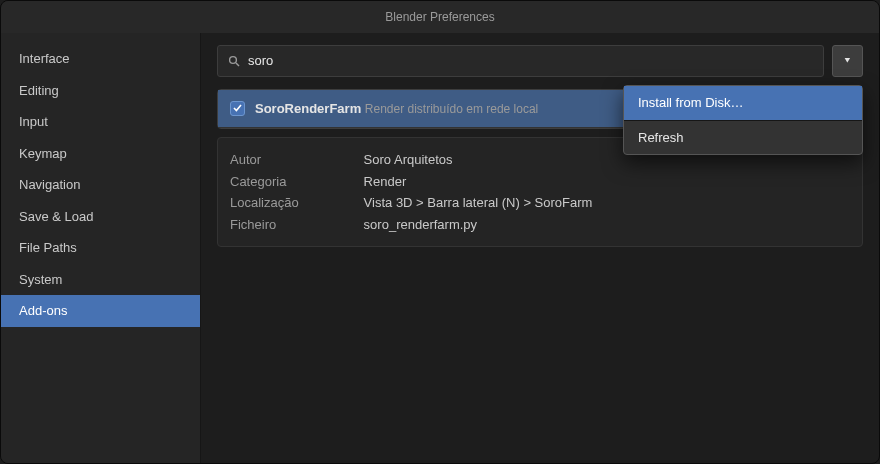 Blender Preferences
Interface
Editing
Input
Keymap
Navigation
Save & Load
File Paths
System
Add-ons
soro
SoroRenderFarm Render distribuído em rede local
Install from Disk…
Refresh
Autor Soro Arquitetos
Categoria Render
Localização Vista 3D > Barra lateral (N) > SoroFarm
Ficheiro soro_renderfarm.py